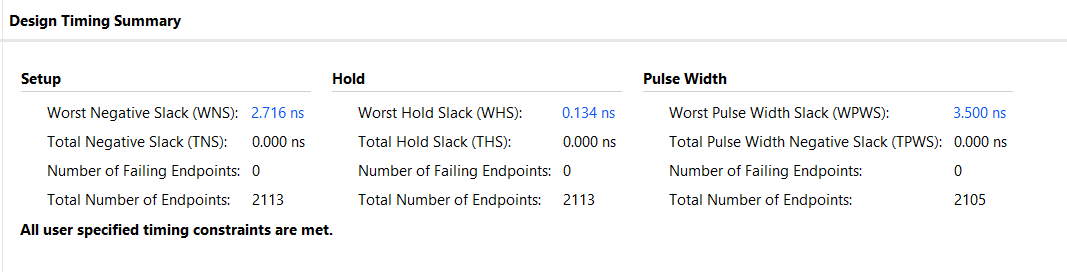 Design Timing Summary
Setup Hold Pulse Width
Worst Negative Slack (WNS): 2.716 ns Worst Hold Slack (WHS): 0.134 ns Worst Pulse Width Slack (WPWS): 3.500 ns
Total Negative Slack (TNS): 0.000 ns Total Hold Slack (THS): 0.000 ns Total Pulse Width Negative Slack (TPWS): 0.000 ns
Number of Failing Endpoints: 0 Number of Failing Endpoints: 0 Number of Failing Endpoints: 0
Total Number of Endpoints: 2113 Total Number of Endpoints: 2113 Total Number of Endpoints: 2105
All user specified timing constraints are met.